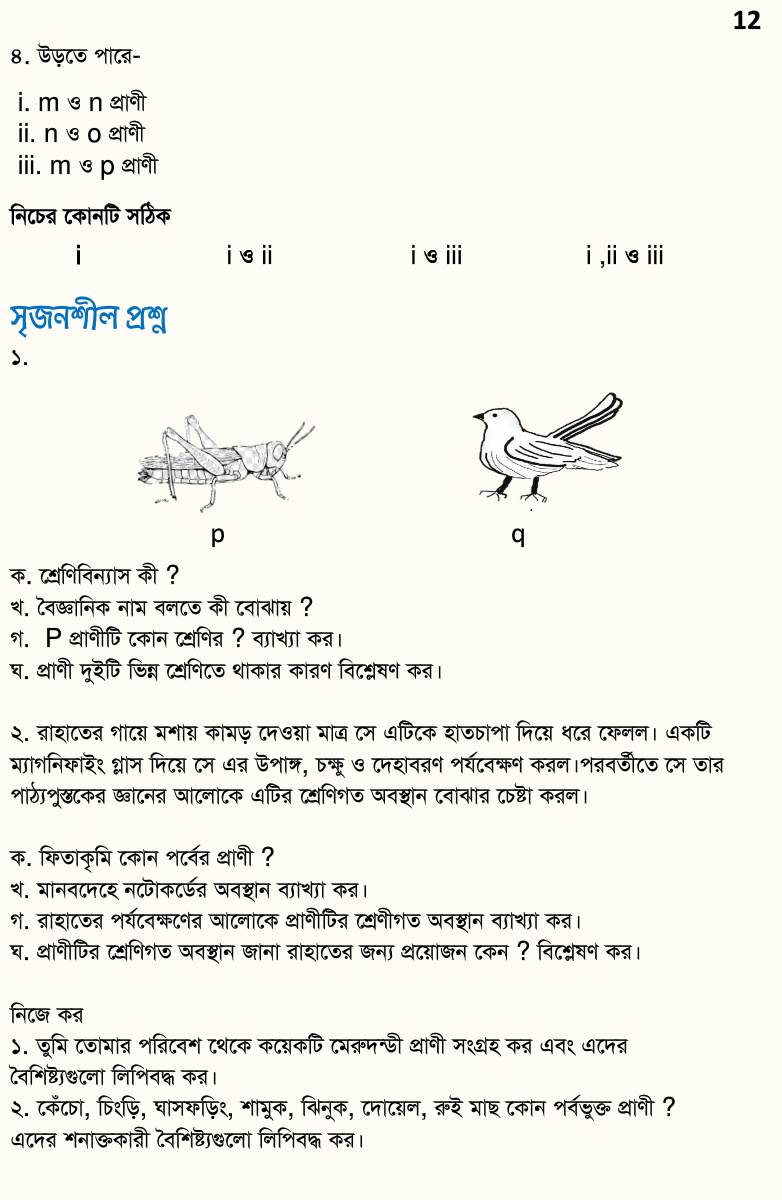 12
৪. উড়তে পারে-
i. m ও n প্রাণী
ii. n ও o প্রাণী
iii. m ও p প্রাণী
নিচের কোনটি সঠিক
i i ও ii i ও iii i ,ii ও iii
সৃজনশীল প্রশ্ন
১.
p q
ক. শ্রেণিবিন্যাস কী ?
খ. বৈজ্ঞানিক নাম বলতে কী বোঝায় ?
গ. P প্রাণীটি কোন শ্রেণির ? ব্যাখ্যা কর।
ঘ. প্রাণী দুইটি ভিন্ন শ্রেণিতে থাকার কারণ বিশ্লেষণ কর।
২. রাহাতের গায়ে মশায় কামড় দেওয়া মাত্র সে এটিকে হাতচাপা দিয়ে ধরে ফেলল। একটি
ম্যাগনিফাইং গ্লাস দিয়ে সে এর উপাঙ্গ, চক্ষু ও দেহাবরণ পর্যবেক্ষণ করল।পরবর্তীতে সে তার
পাঠ্যপুস্তকের জ্ঞানের আলোকে এটির শ্রেণিগত অবস্থান বোঝার চেষ্টা করল।
ক. ফিতাকৃমি কোন পর্বের প্রাণী ?
খ. মানবদেহে নটোকর্ডের অবস্থান ব্যাখ্যা কর।
গ. রাহাতের পর্যবেক্ষণের আলোকে প্রাণীটির শ্রেণীগত অবস্থান ব্যাখ্যা কর।
ঘ. প্রাণীটির শ্রেণিগত অবস্থান জানা রাহাতের জন্য প্রয়োজন কেন ? বিশ্লেষণ কর।
নিজে কর
১. তুমি তোমার পরিবেশ থেকে কয়েকটি মেরুদন্ডী প্রাণী সংগ্রহ কর এবং এদের
বৈশিষ্ট্যগুলো লিপিবদ্ধ কর।
২. কেঁচো, চিংড়ি, ঘাসফড়িং, শামুক, ঝিনুক, দোয়েল, রুই মাছ কোন পর্বভুক্ত প্রাণী ?
এদের শনাক্তকারী বৈশিষ্ট্যগুলো লিপিবদ্ধ কর।